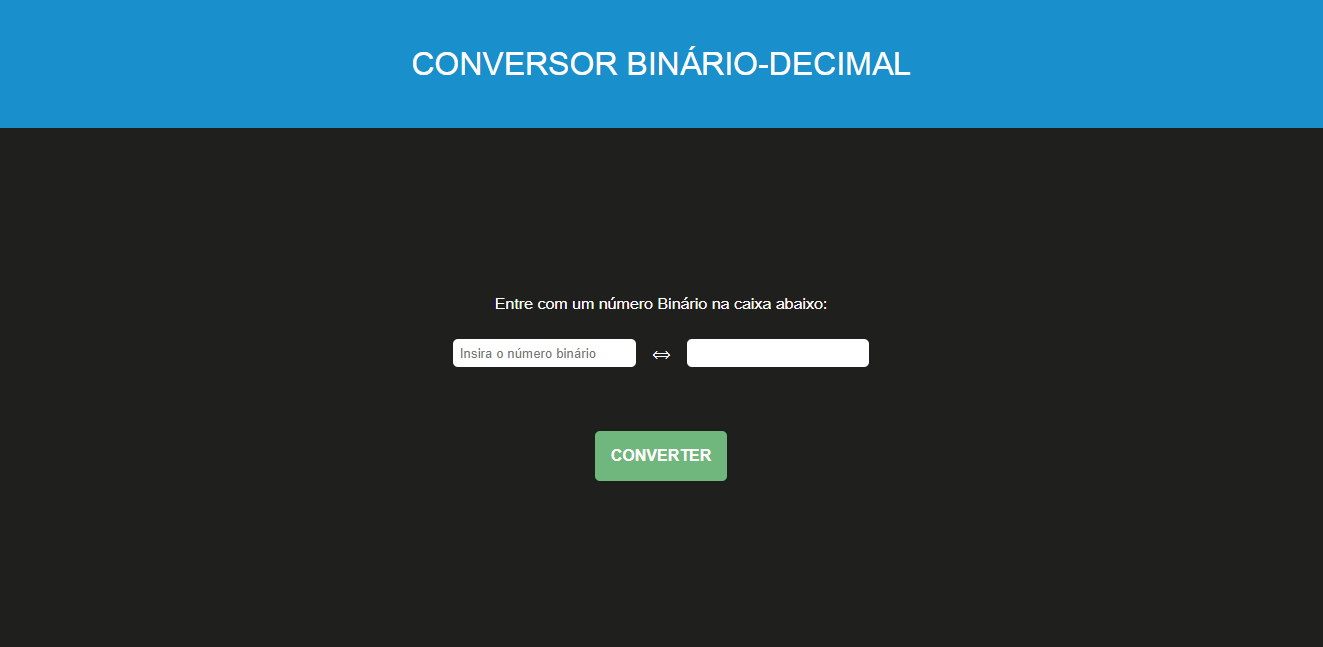 CONVERSOR BINÁRIO-DECIMAL
Entre com um número Binário na caixa abaixo:
Insira o número binário ⇔
CONVERTER